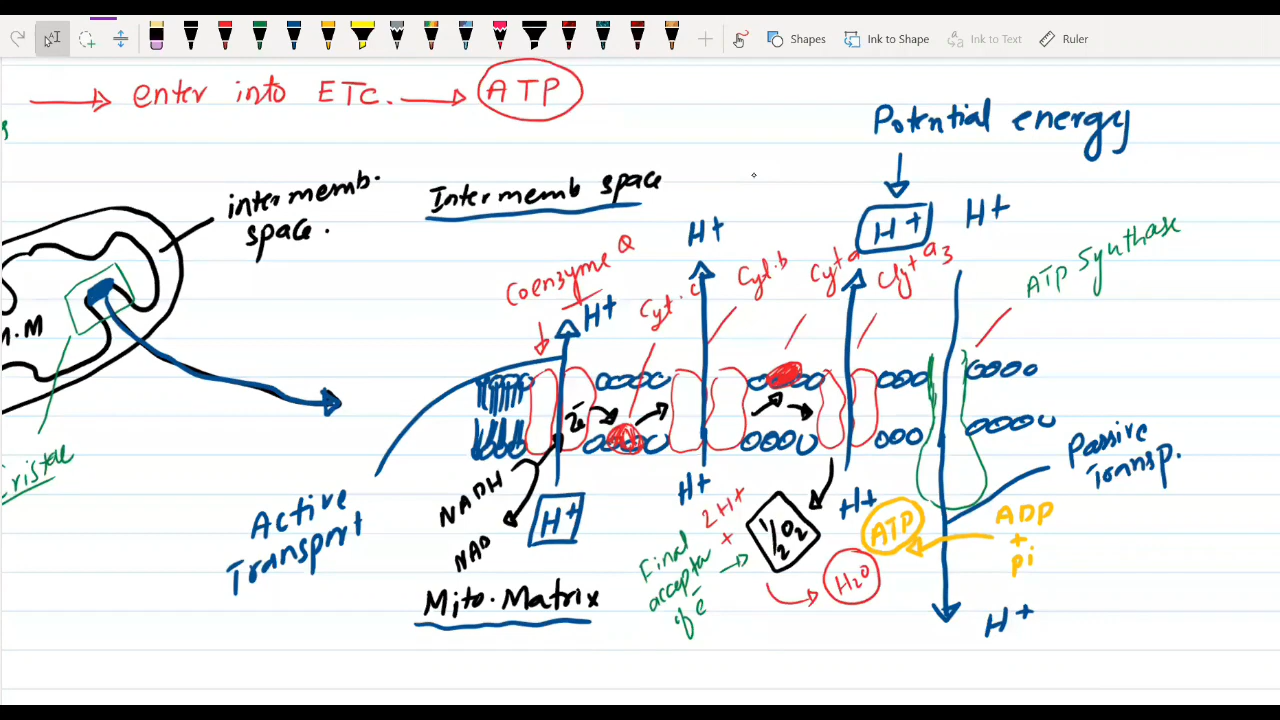 Shapes
Ink to Shape
Ink to Text
Ruler
enter into ETC. ATP
Potential energy
intermemb.
space.
Intermemb space
H+
H+
H+
ATP Synthase
Coenzyme Q
H+
Cyt. c
Cyt. b
Cyt a
Cyt a3
M.M
2e-
Cristae
Active
Transport
NADH
NAD
H+
Mito. Matrix
H+
2H+
+
Final
acceptor
of e-
1/2 O2
H2O
H+
ATP
ADP
+
Pi
Passive
Transp.
H+